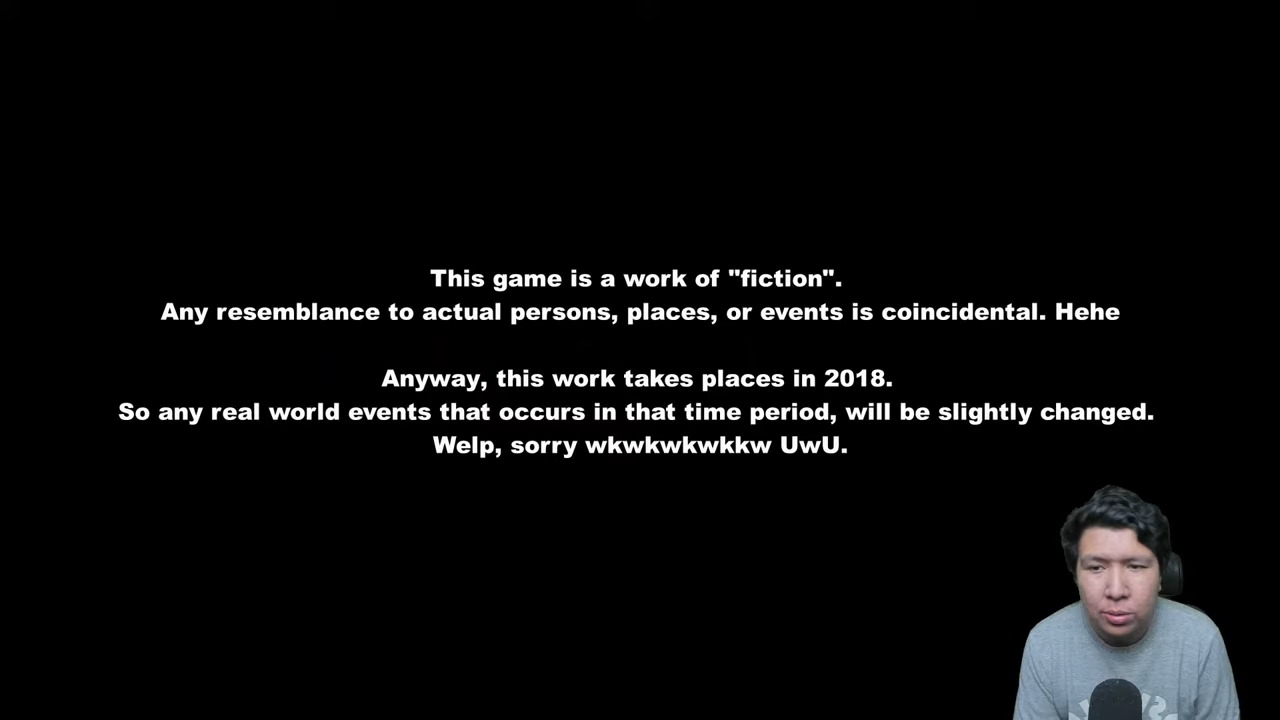 This game is a work of "fiction".
Any resemblance to actual persons, places, or events is coincidental. Hehe
Anyway, this work takes places in 2018.
So any real world events that occurs in that time period, will be slightly changed.
Welp, sorry wkwkwkwkkw UwU.